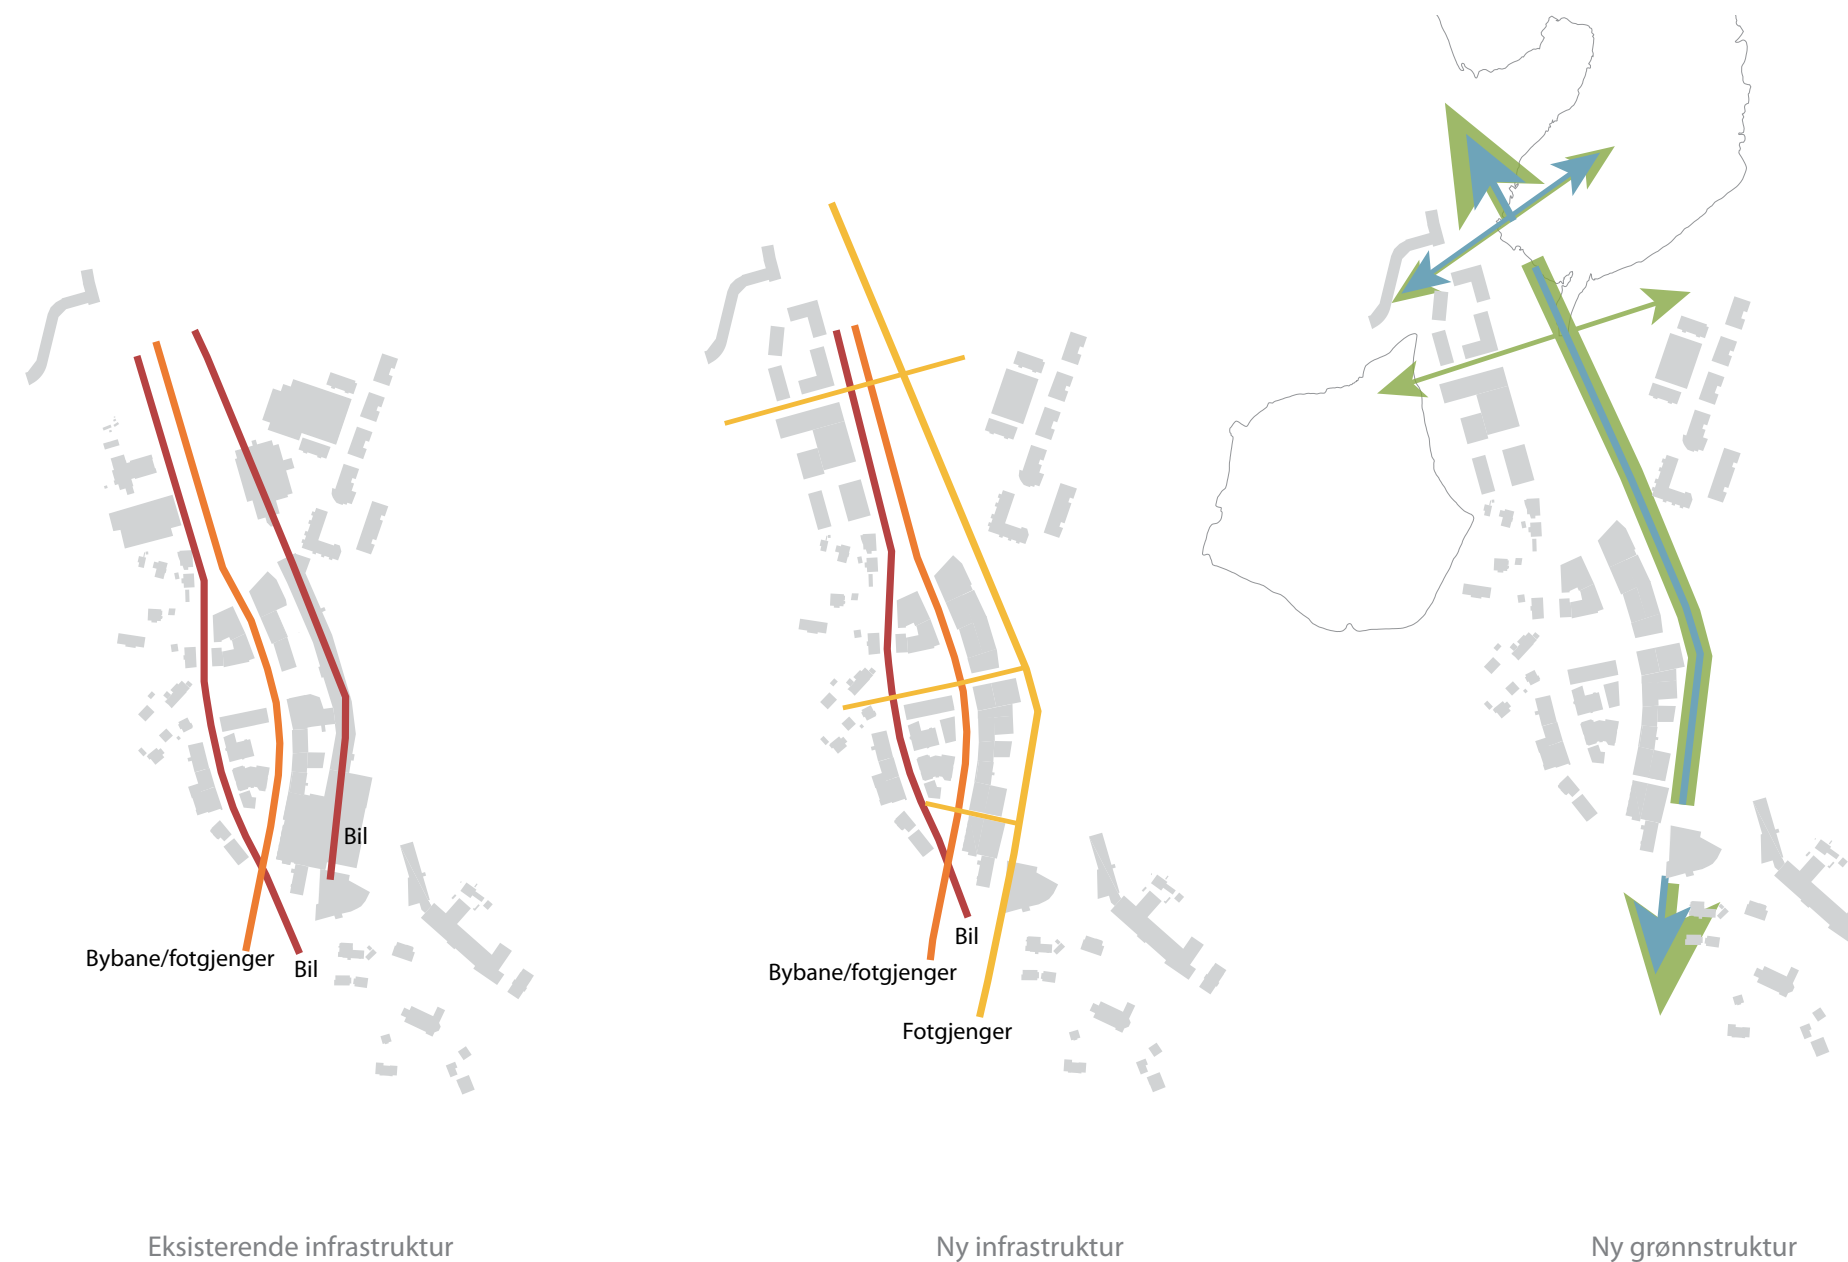 Bil
Bybane/fotgjenger
Bil
Bil
Bybane/fotgjenger
Fotgjenger
Eksisterende infrastruktur
Ny infrastruktur
Ny grønnstruktur